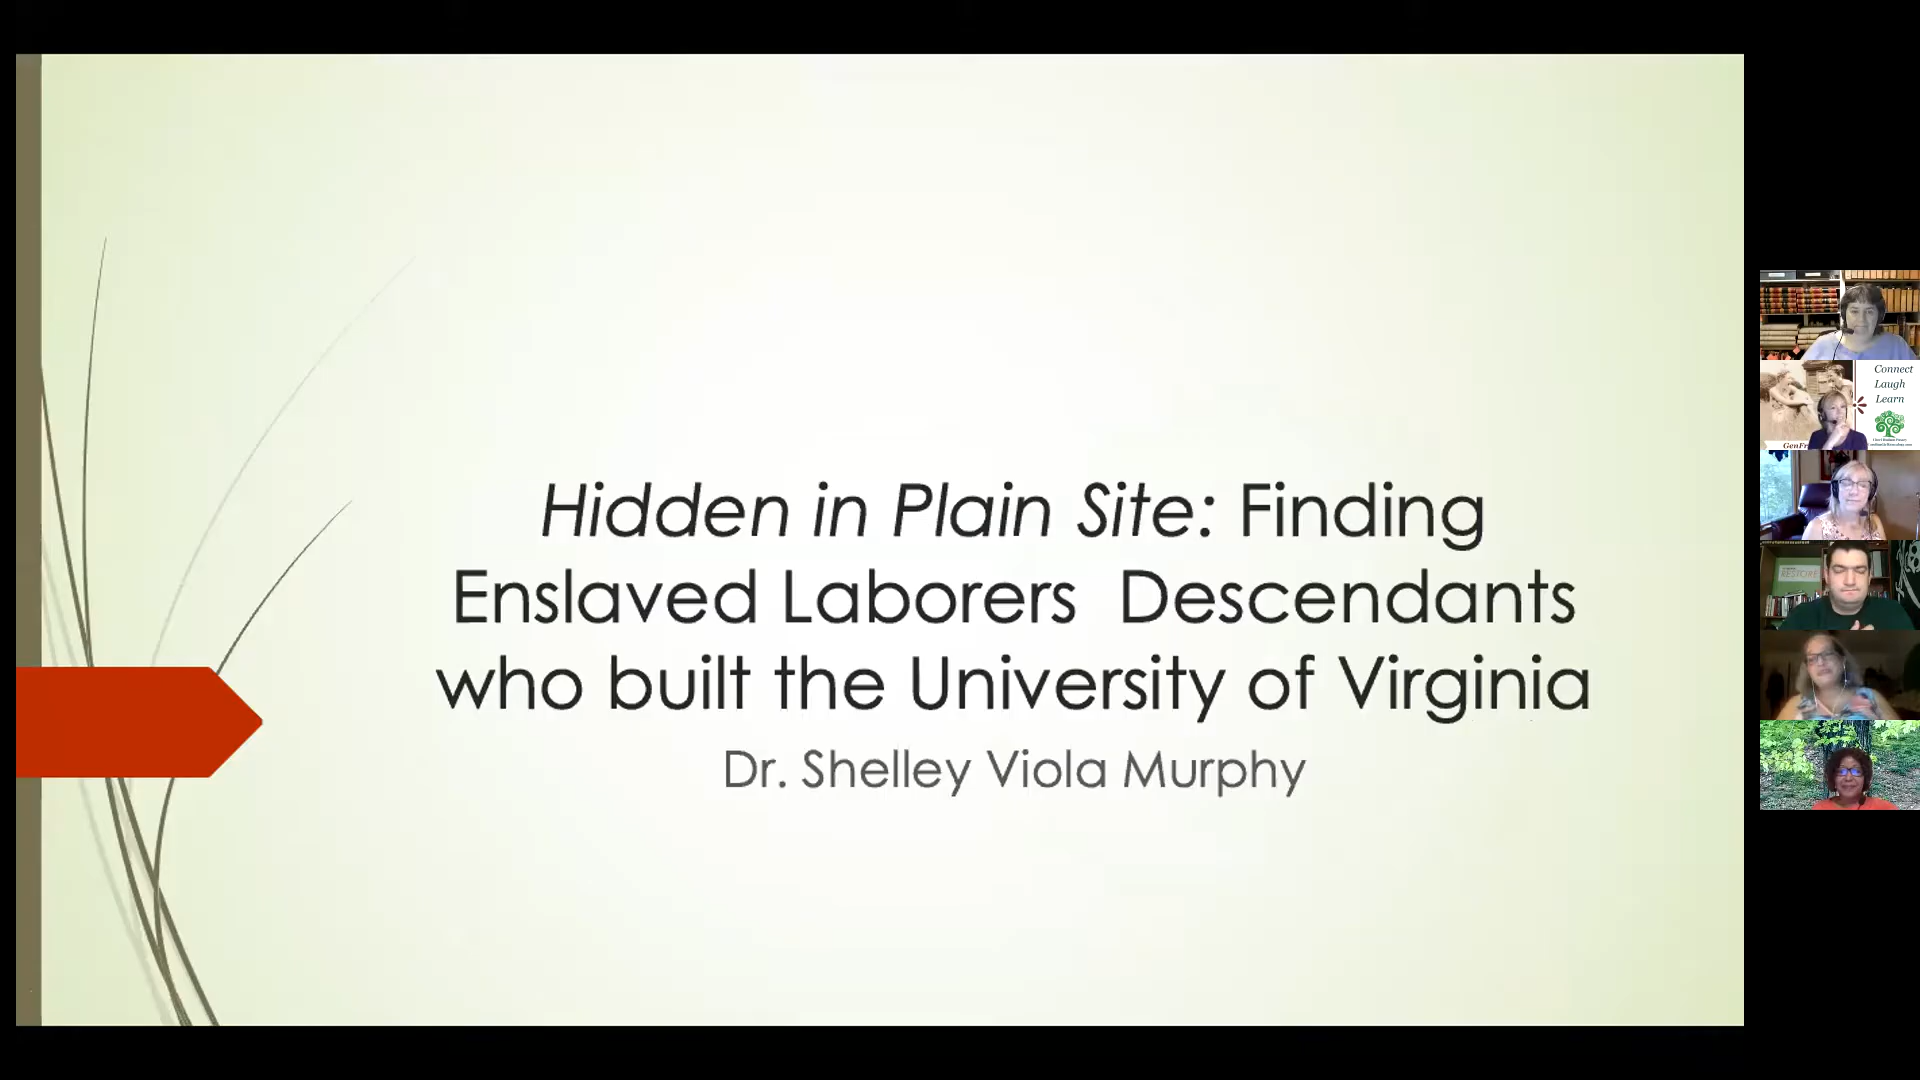 Hidden in Plain Site: Finding
Enslaved Laborers  Descendants
who built the University of Virginia
Dr. Shelley Viola Murphy
Connect
Laugh
Learn
RESTORE